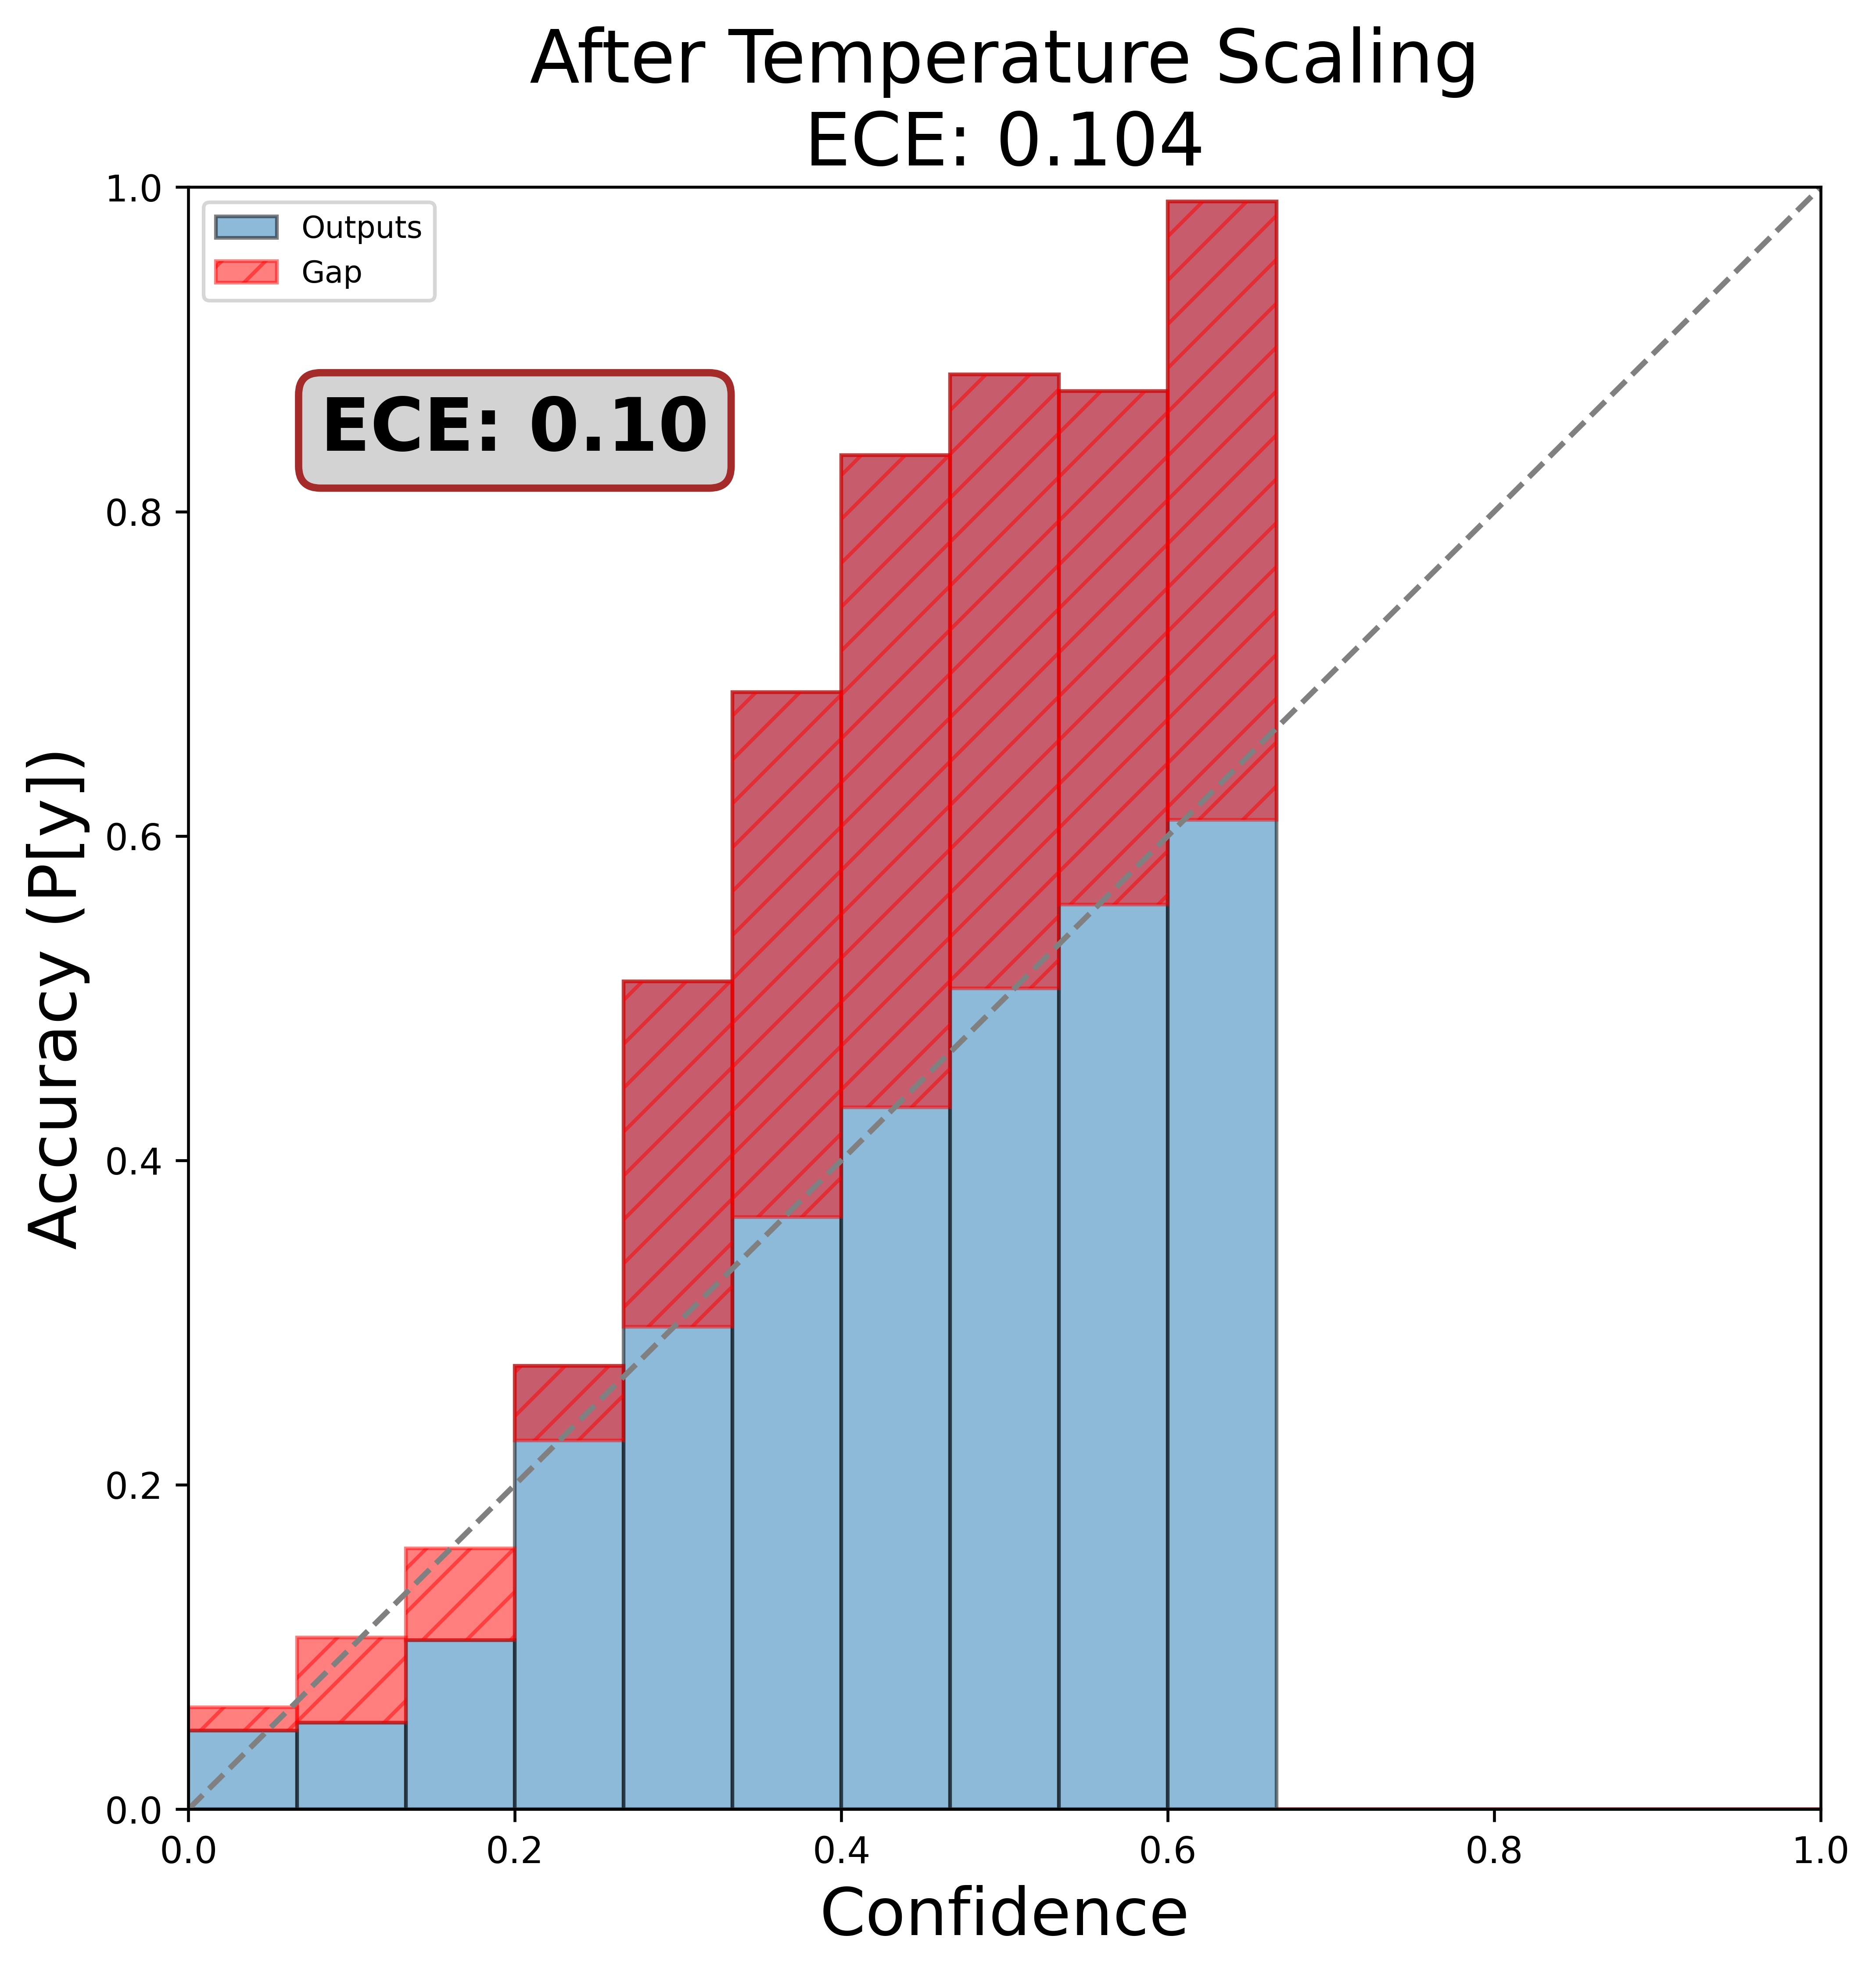 After Temperature Scaling
ECE: 0.104
1.0
0.8
0.6
0.4
0.2
0.0
Accuracy (P[y])
Outputs
Gap
ECE: 0.10
0.0 0.2 0.4 0.6 0.8 1.0
Confidence